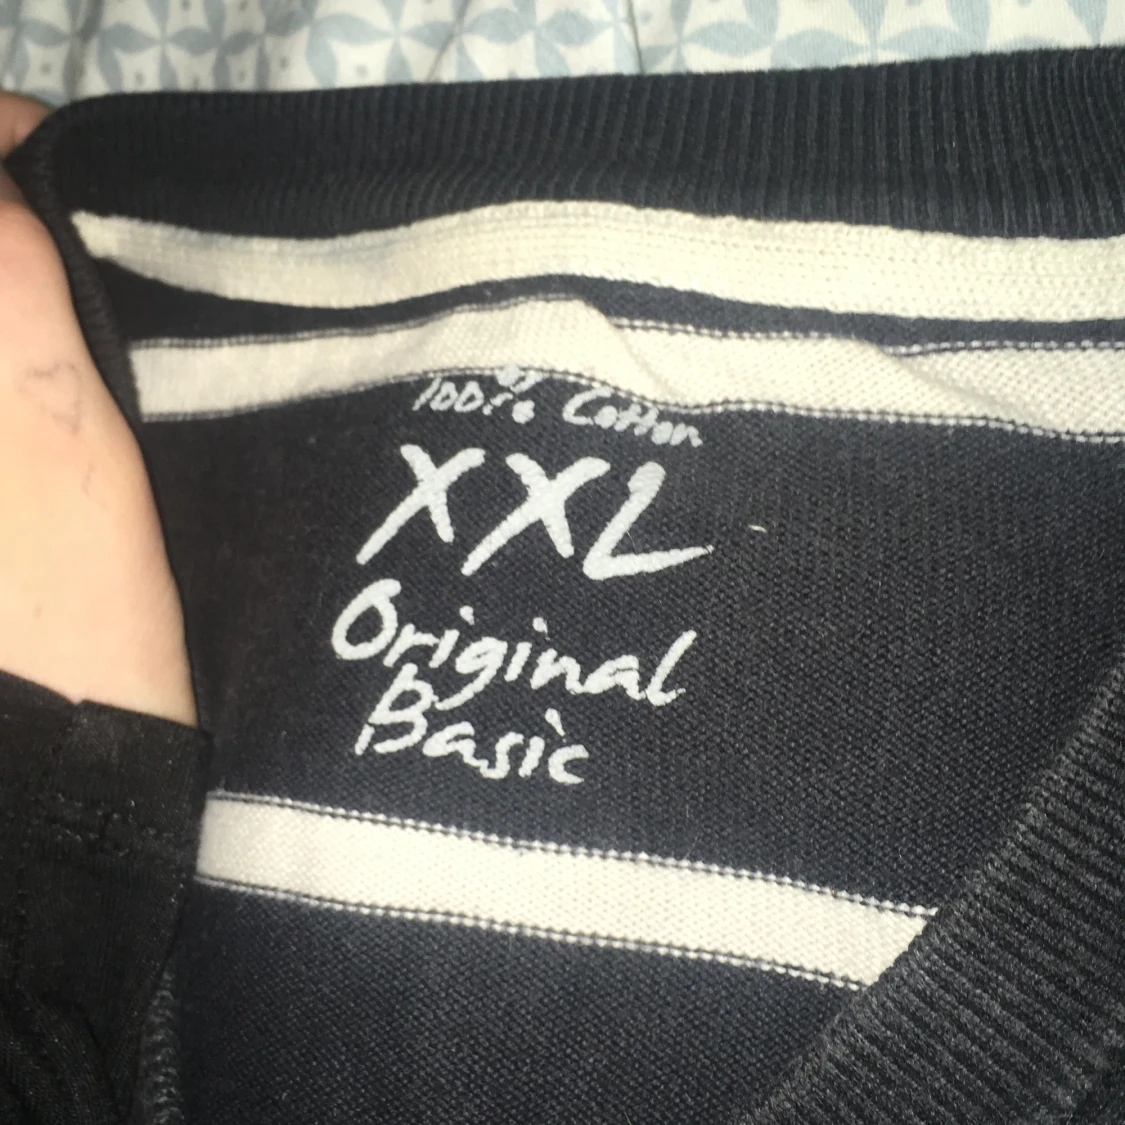 100% Cotton
XXL
Original
Basic